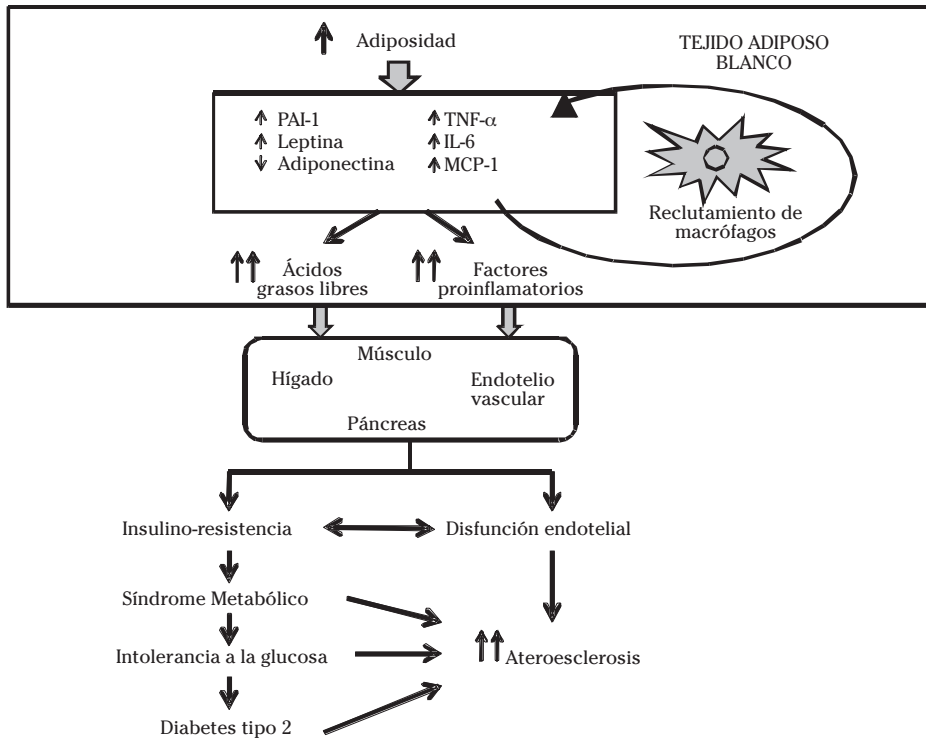 Adiposidad
TEJIDO ADIPOSO
BLANCO
PAI-1
Leptina
Adiponectina
TNF-α
IL-6
MCP-1
Reclutamiento de
macrófagos
Ácidos
grasos libres
Factores
proinflamatorios
Músculo
Hígado
Endotelio
vascular
Páncreas
Insulino-resistencia
Disfunción endotelial
Síndrome Metabólico
Intolerancia a la glucosa
Ateroesclerosis
Diabetes tipo 2